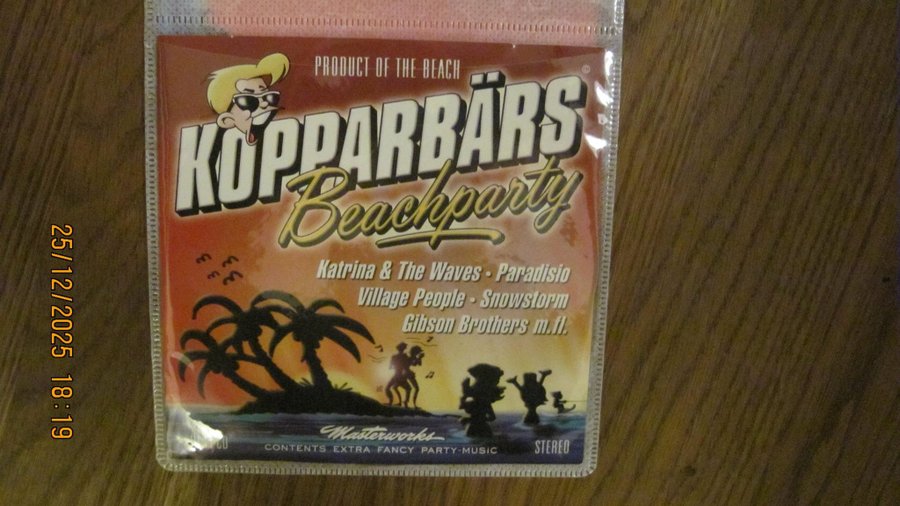 PRODUCT OF THE BEACH
KOPPARBÄRS
Beachparty
Katrina & The Waves · Paradisio
Village People · Snowstorm
Gibson Brothers m.fl.
Masterworks
CONTENTS EXTRA FANCY PARTY-MUSIC
STEREO
25/12/2025 18:19